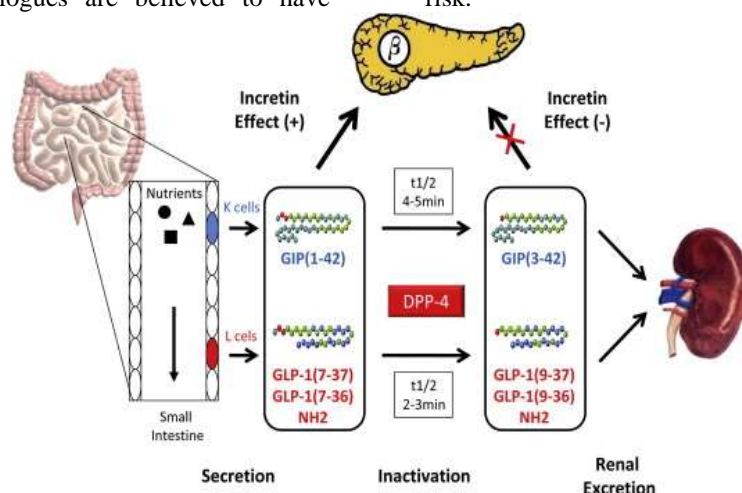 logues are believed to have
risk.
β
Incretin
Effect (+)
Incretin
Effect (-)
Nutrients
K cells
t1/2
4-5min
GIP(1-42)
GIP(3-42)
DPP-4
L cels
GLP-1(7-37)
GLP-1(7-36)
NH2
t1/2
2-3min
GLP-1(9-37)
GLP-1(9-36)
NH2
Small
Intestine
Secretion
Inactivation
Renal
Excretion